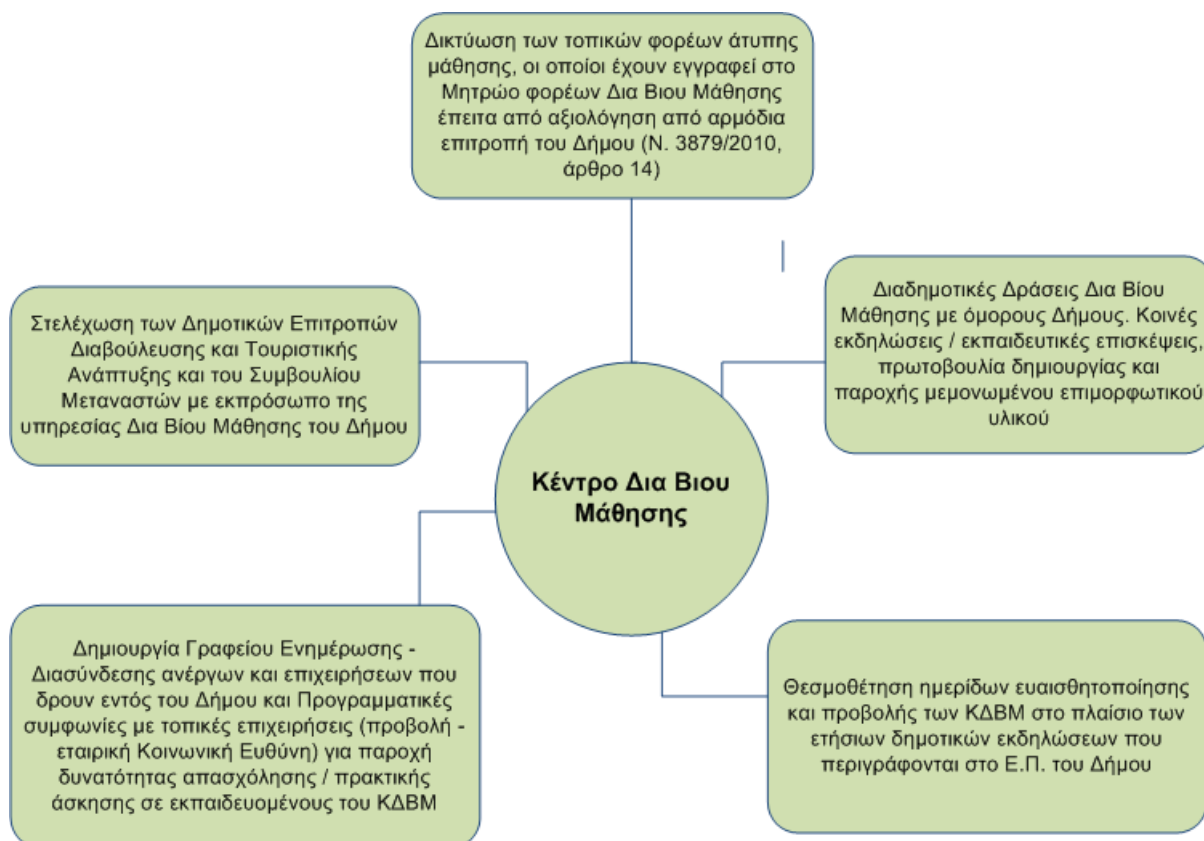 Δικτύωση των τοπικών φορέων άτυπης
μάθησης, οι οποίοι έχουν εγγραφεί στο
Μητρώο φορέων Δια Βιου Μάθησης
έπειτα από αξιολόγηση από αρμόδια
επιτροπή του Δήμου (Ν. 3879/2010,
άρθρο 14)
Στελέχωση των Δημοτικών Επιτροπών
Διαβούλευσης και Τουριστικής
Ανάπτυξης και του Συμβουλίου
Μεταναστών με εκπρόσωπο της
υπηρεσίας Δια Βίου Μάθησης του Δήμου
Διαδημοτικές Δράσεις Δια Βίου
Μάθησης με όμορους Δήμους. Κοινές
εκδηλώσεις / εκπαιδευτικές επισκέψεις,
πρωτοβουλία δημιουργίας και
παροχής μεμονωμένου επιμορφωτικού
υλικού
Κέντρο Δια Βιου
Μάθησης
Δημιουργία Γραφείου Ενημέρωσης -
Διασύνδεσης ανέργων και επιχειρήσεων που
δρουν εντός του Δήμου και Προγραμματικές
συμφωνίες με τοπικές επιχειρήσεις (προβολή -
εταιρική Κοινωνική Ευθύνη) για παροχή
δυνατότητας απασχόλησης / πρακτικής
άσκησης σε εκπαιδευομένους του ΚΔΒΜ
Θεσμοθέτηση ημερίδων ευαισθητοποίησης
και προβολής των ΚΔΒΜ στο πλαίσιο των
ετήσιων δημοτικών εκδηλώσεων που
περιγράφονται στο Ε.Π. του Δήμου